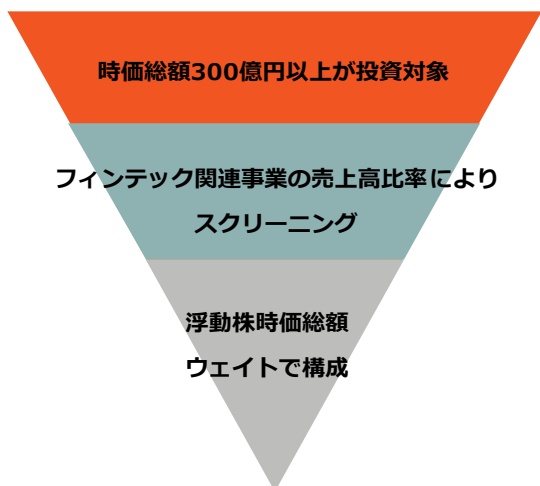 時価総額300億円以上が投資対象
フィンテック関連事業の売上高比率により
スクリーニング
浮動株時価総額
ウェイトで構成